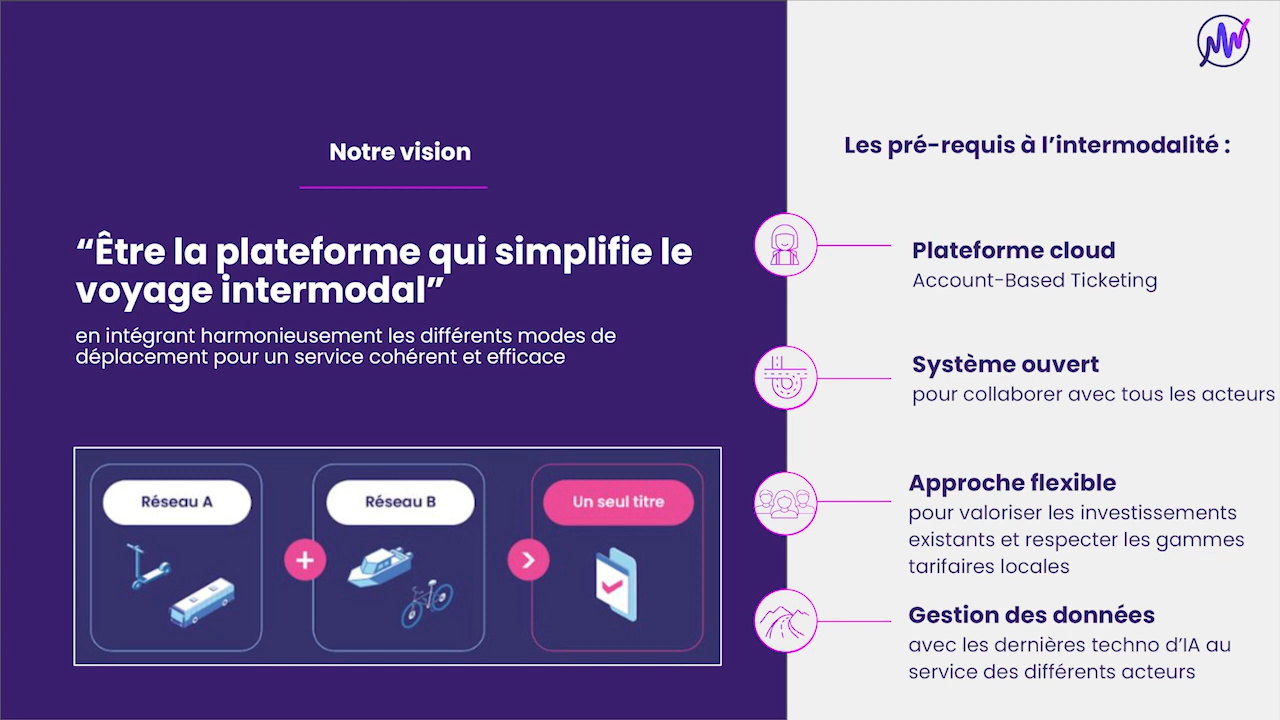 Notre vision
“Être la plateforme qui simplifie le
voyage intermodal”
en intégrant harmonieusement les différents modes de
déplacement pour un service cohérent et efficace
Réseau A
Réseau B
Un seul titre
Les pré-requis à l’intermodalité :
Plateforme cloud
Account-Based Ticketing
Système ouvert
pour collaborer avec tous les acteurs
Approche flexible
pour valoriser les investissements
existants et respecter les gammes
tarifaires locales
Gestion des données
avec les dernières techno d’IA au
service des différents acteurs